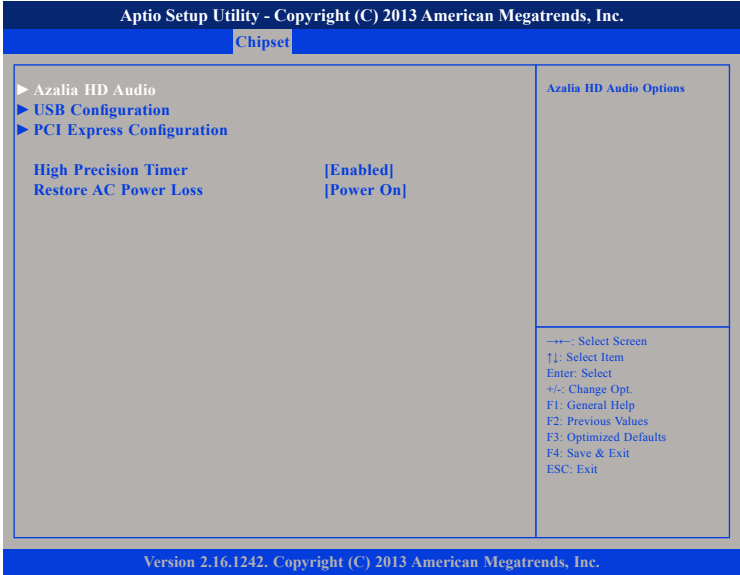 Aptio Setup Utility - Copyright (C) 2013 American Megatrends, Inc.
Chipset
► Azalia HD Audio
► USB Configuration
► PCI Express Configuration
High Precision Timer [Enabled]
Restore AC Power Loss [Power On]
Azalia HD Audio Options
→←: Select Screen
↑↓: Select Item
Enter: Select
+/-: Change Opt.
F1: General Help
F2: Previous Values
F3: Optimized Defaults
F4: Save & Exit
ESC: Exit
Version 2.16.1242. Copyright (C) 2013 American Megatrends, Inc.